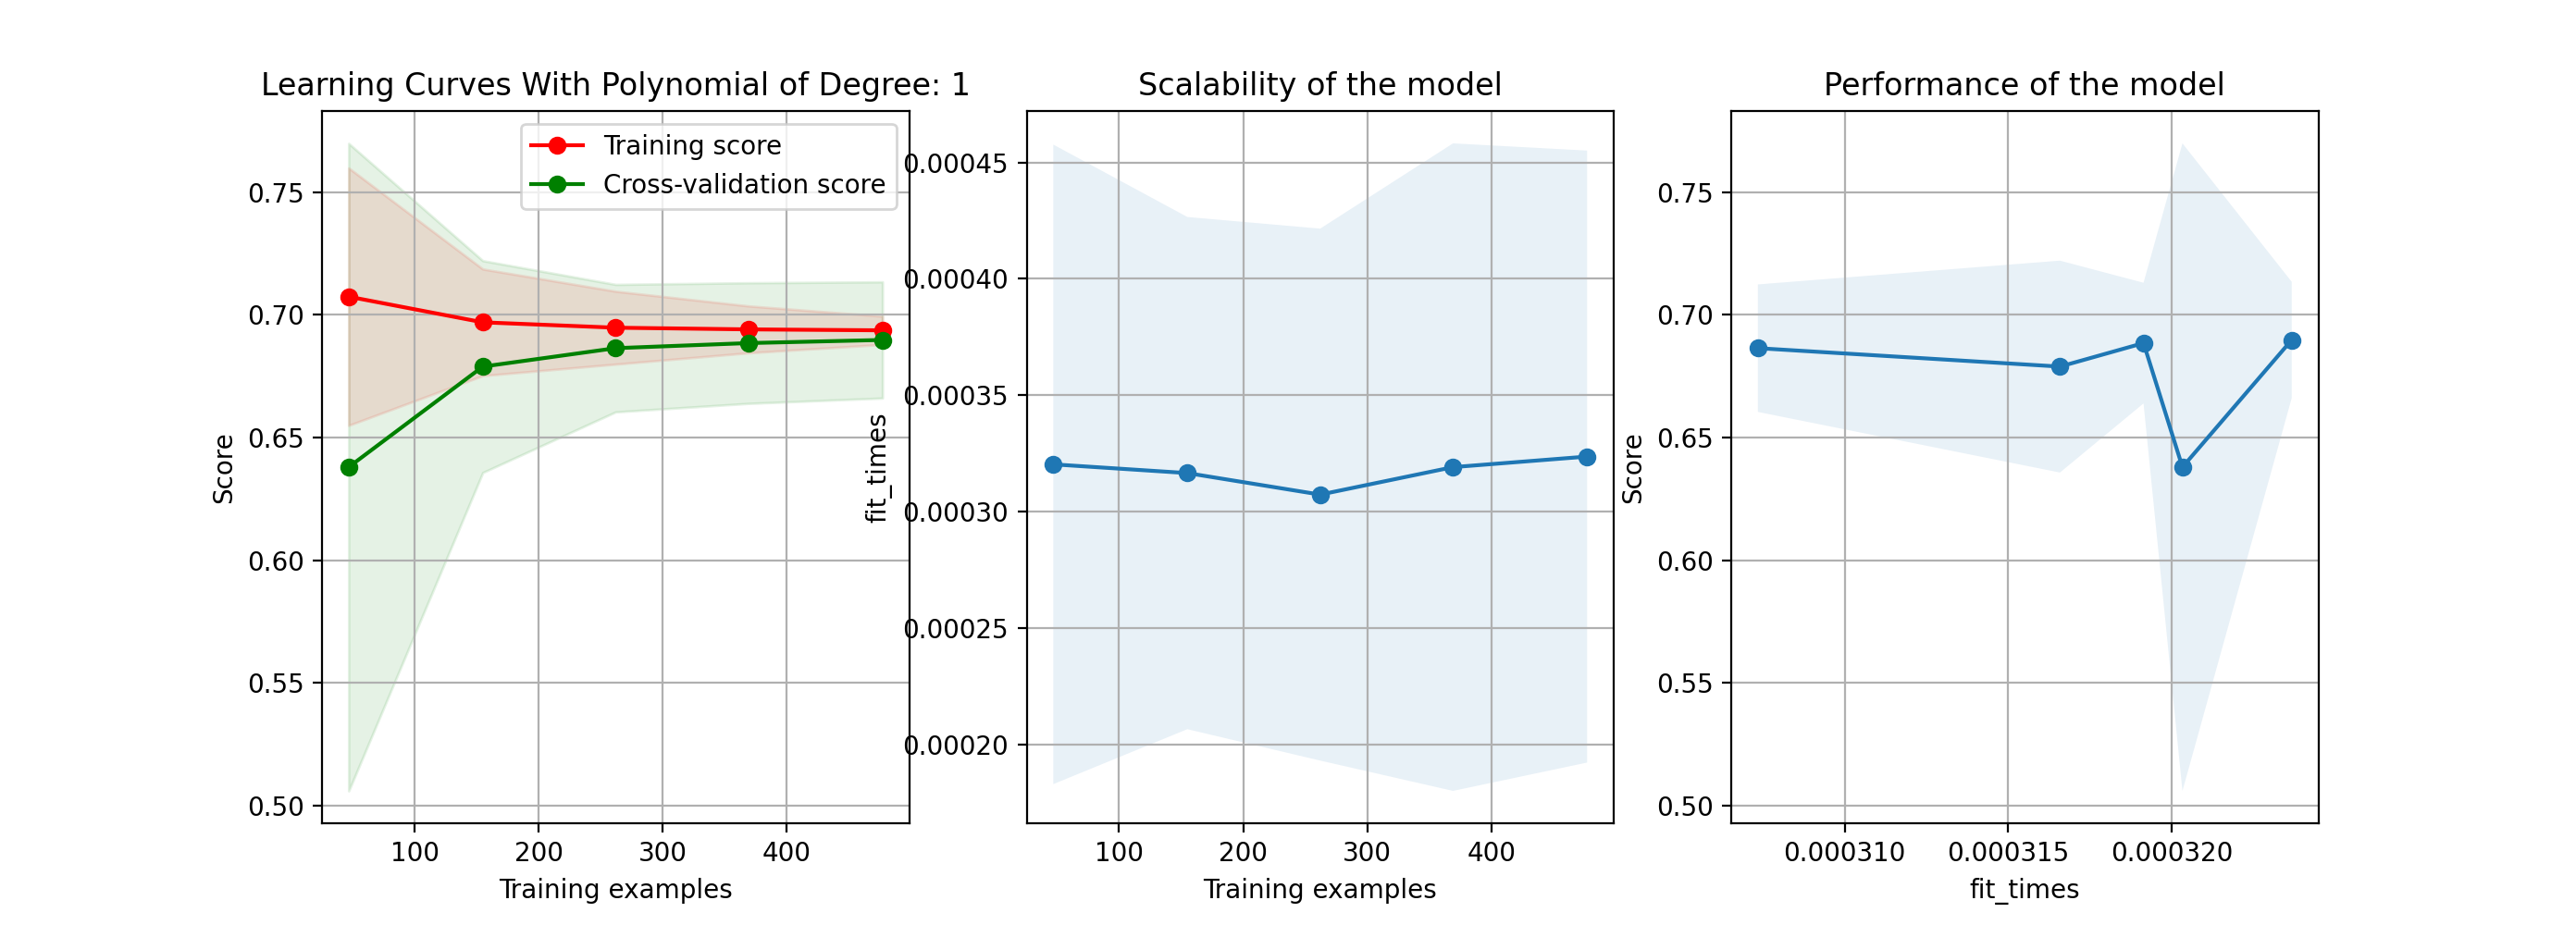 Learning Curves With Polynomial of Degree: 1
Training score
Cross-validation score
Score
0.75
0.70
0.65
0.60
0.55
0.50
100 200 300 400
Training examples
Scalability of the model
fit_times
0.00045
0.00040
0.00035
0.00030
0.00025
0.00020
100 200 300 400
Training examples
Performance of the model
Score
0.75
0.70
0.65
0.60
0.55
0.50
0.000310 0.000315 0.000320
fit_times